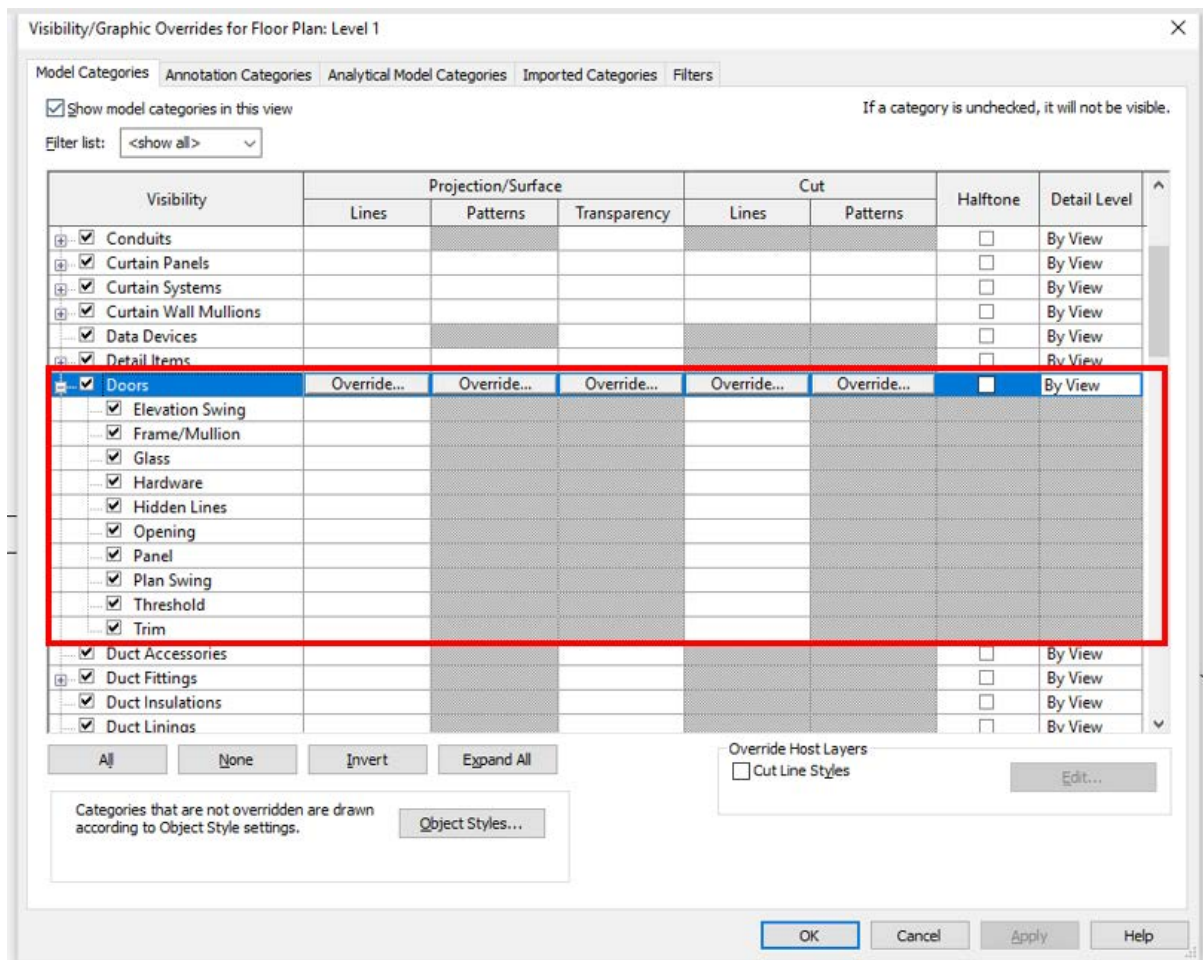 Visibility/Graphic Overrides for Floor Plan: Level 1
Model Categories Annotation Categories Analytical Model Categories Imported Categories Filters
Show model categories in this view If a category is unchecked, it will not be visible.
Filter list: <show all>
Visibility Projection/Surface Cut Halftone Detail Level
Lines Patterns Transparency Lines Patterns
Conduits By View
Curtain Panels By View
Curtain Systems By View
Curtain Wall Mullions By View
Data Devices By View
Detail Items By View
Doors Override... Override... Override... Override... Override... By View
Elevation Swing
Frame/Mullion
Glass
Hardware
Hidden Lines
Opening
Panel
Plan Swing
Threshold
Trim
Duct Accessories By View
Duct Fittings By View
Duct Insulations By View
Duct Linings By View
All None Invert Expand All
Override Host Layers
Cut Line Styles Edit...
Categories that are not overridden are drawn
according to Object Style settings.
Object Styles...
OK Cancel Apply Help